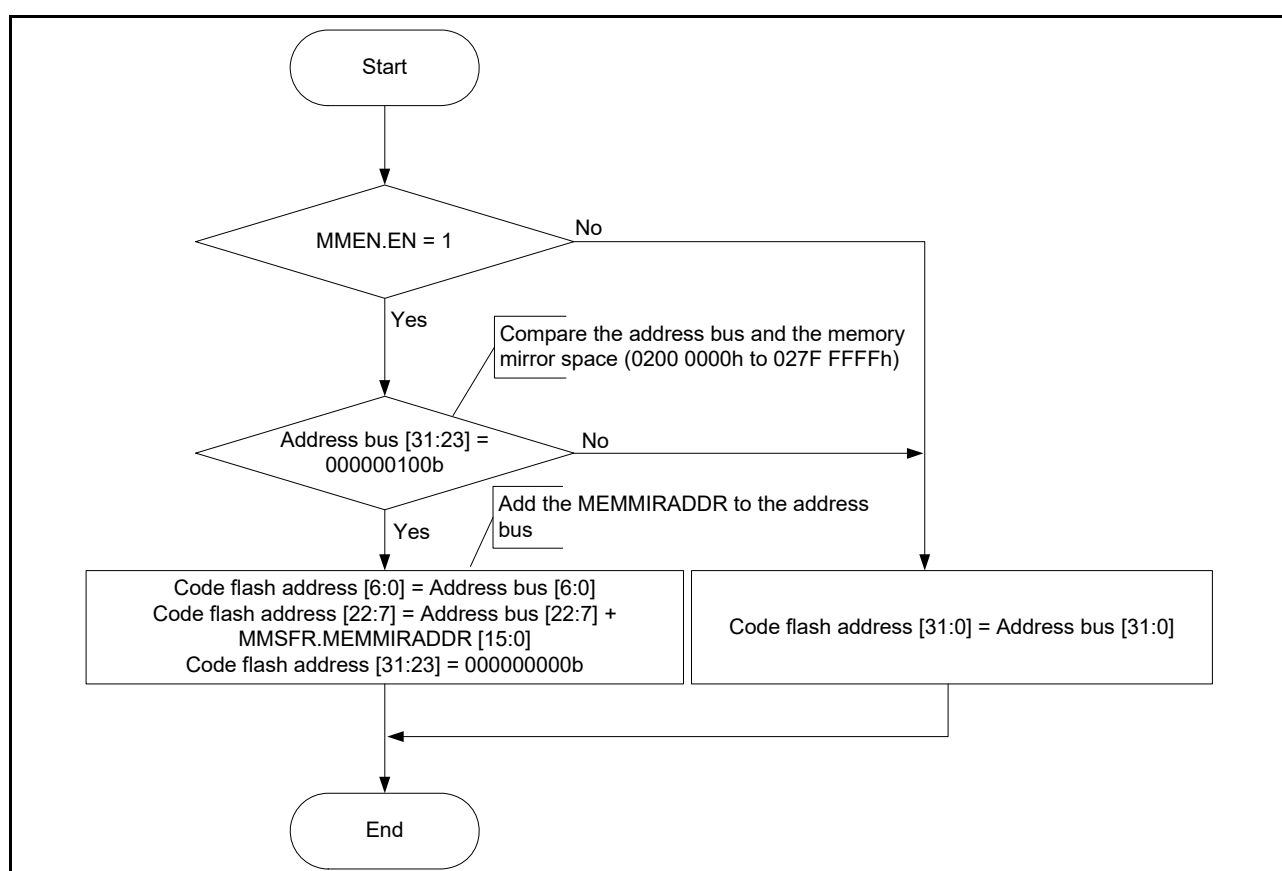 Start
MMEN.EN = 1
No
Yes
Compare the address bus and the memory
mirror space (0200 0000h to 027F FFFFh)
Address bus [31:23] =
000000100b
No
Add the MEMMIRADDR to the address
bus
Yes
Code flash address [6:0] = Address bus [6:0]
Code flash address [22:7] = Address bus [22:7] +
MMSFR.MEMMIRADDR [15:0]
Code flash address [31:23] = 000000000b
Code flash address [31:0] = Address bus [31:0]
End